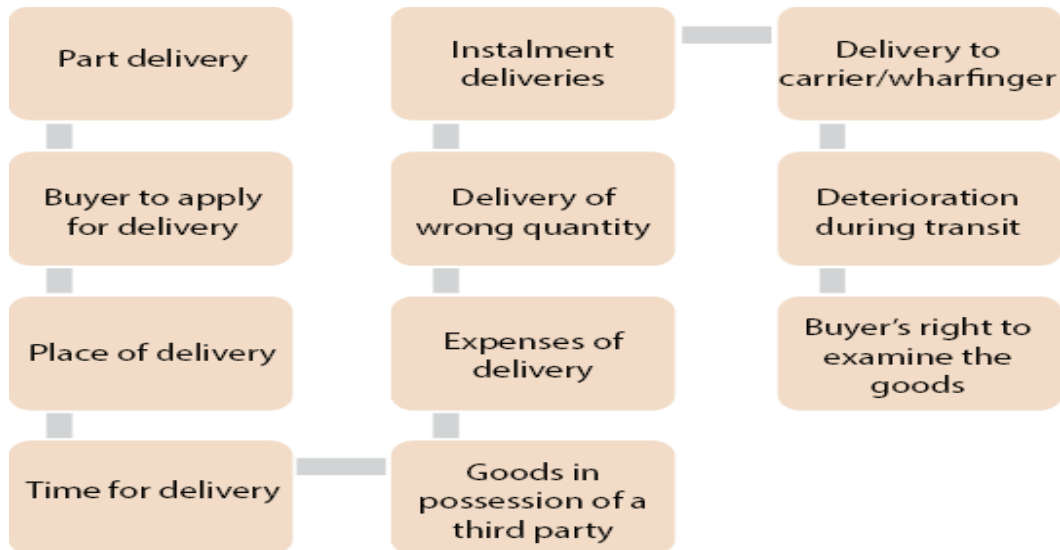 Part delivery
Buyer to apply
for delivery
Place of delivery
Time for delivery
Goods in
possession of a
third party
Expenses of
delivery
Delivery of
wrong quantity
Instalment
deliveries
Delivery to
carrier/wharfinger
Deterioration
during transit
Buyer’s right to
examine the
goods